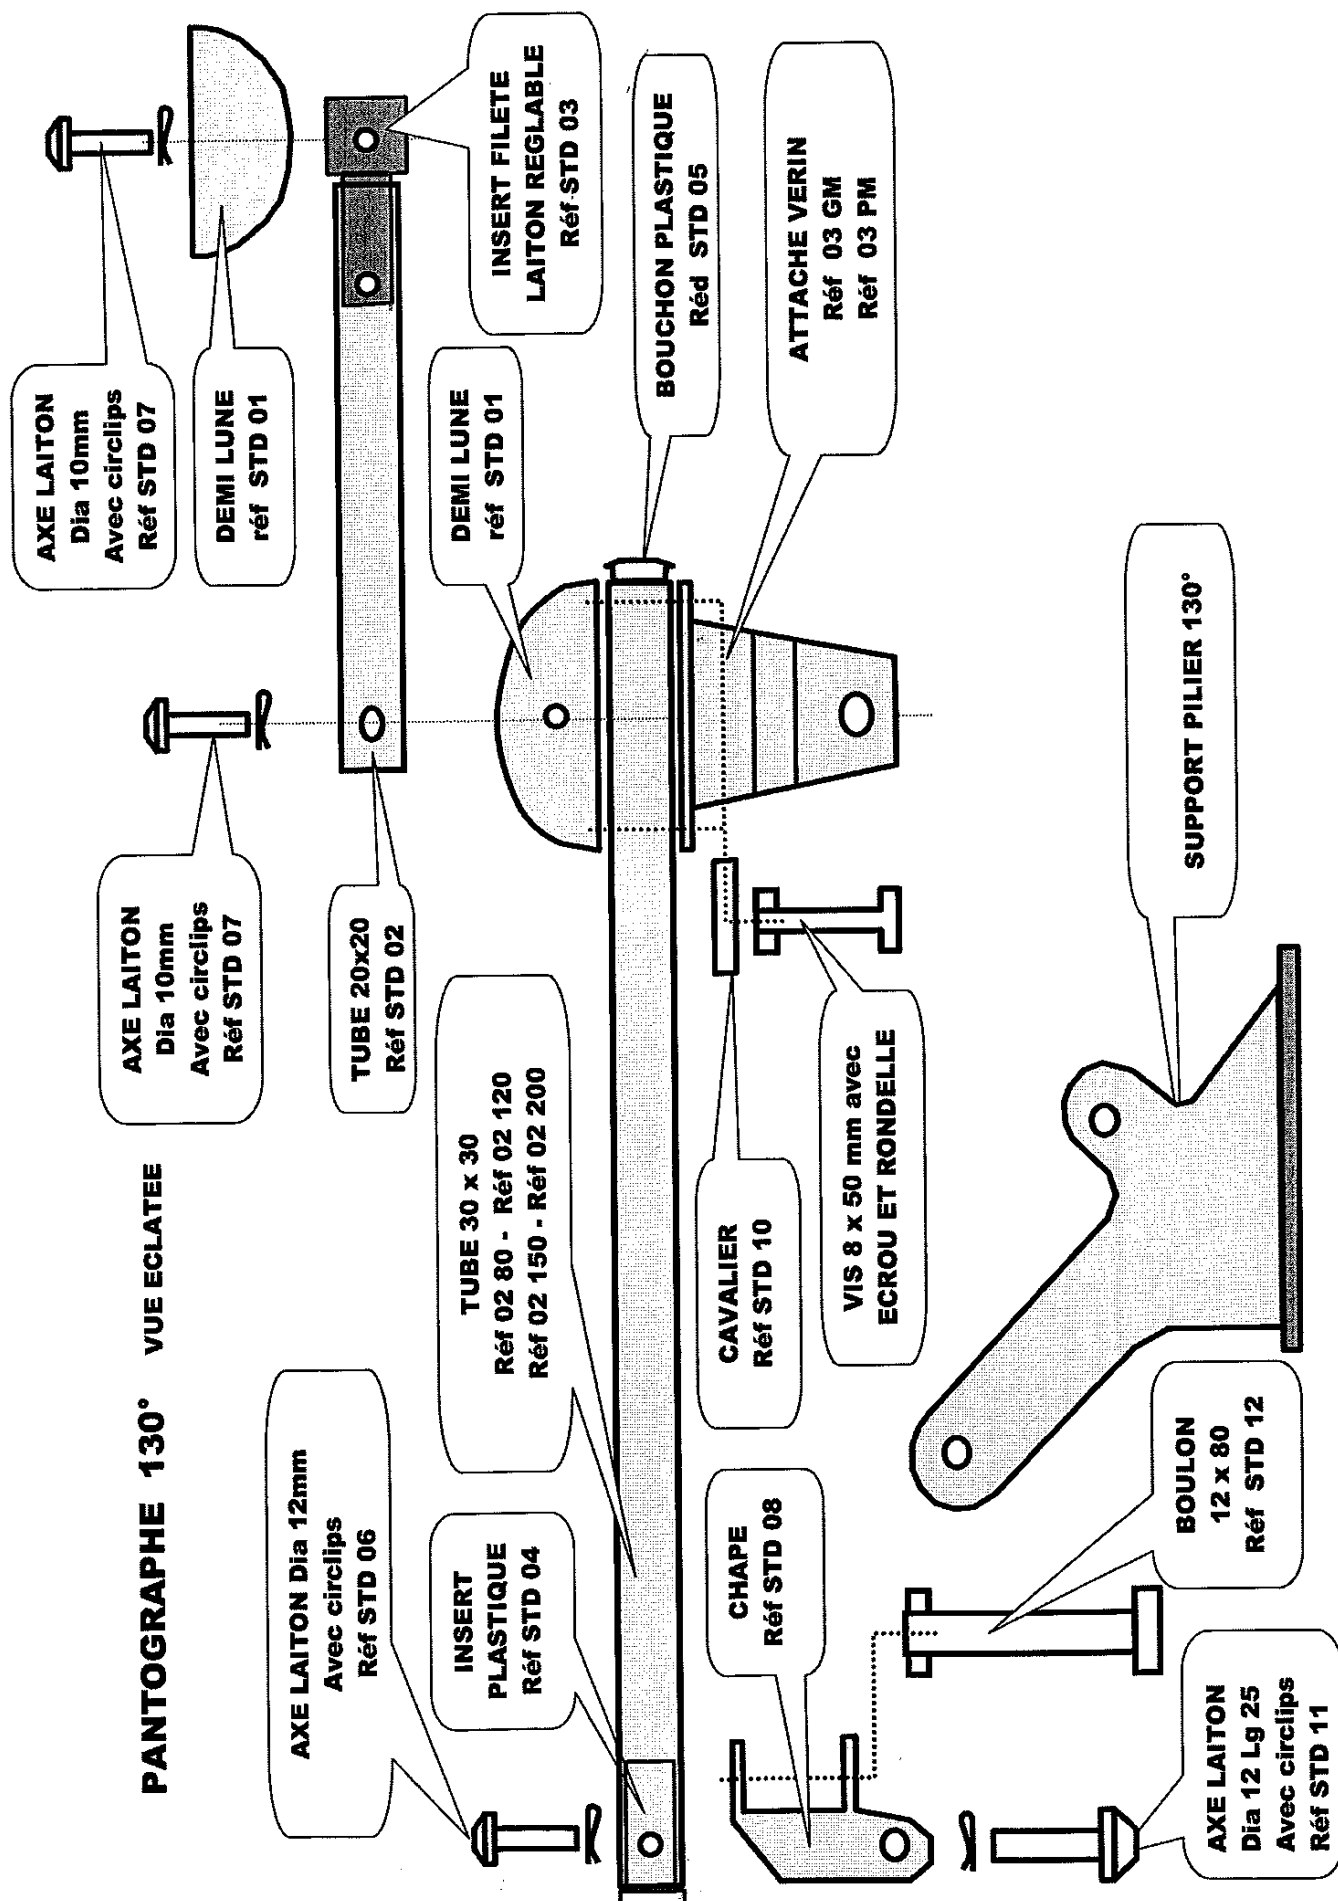 PANTOGRAPHE 130° VUE ECLATEE
AXE LAITON
Dia 10mm
Avec circlips
Réf STD 07
AXE LAITON
Dia 10mm
Avec circlips
Réf STD 07
DEMI LUNE
réf STD 01
AXE LAITON Dia 12mm
Avec circlips
Réf STD 06
TUBE 20x20
Réf STD 02
INSERT FILETE
LAITON REGLABLE
Réf STD 03
INSERT
PLASTIQUE
Réf STD 04
TUBE 30 x 30
Réf 02 80 - Réf 02 120
Réf 02 150 - Réf 02 200
DEMI LUNE
réf STD 01
BOUCHON PLASTIQUE
Réd STD 05
CHAPE
Réf STD 08
CAVALIER
Réf STD 10
ATTACHE VERIN
Réf 03 GM
Réf 03 PM
VIS 8 x 50 mm avec
ECROU ET RONDELLE
AXE LAITON
Dia 12 Lg 25
Avec circlips
Réf STD 11
BOULON
12 x 80
Réf STD 12
SUPPORT PILIER 130°